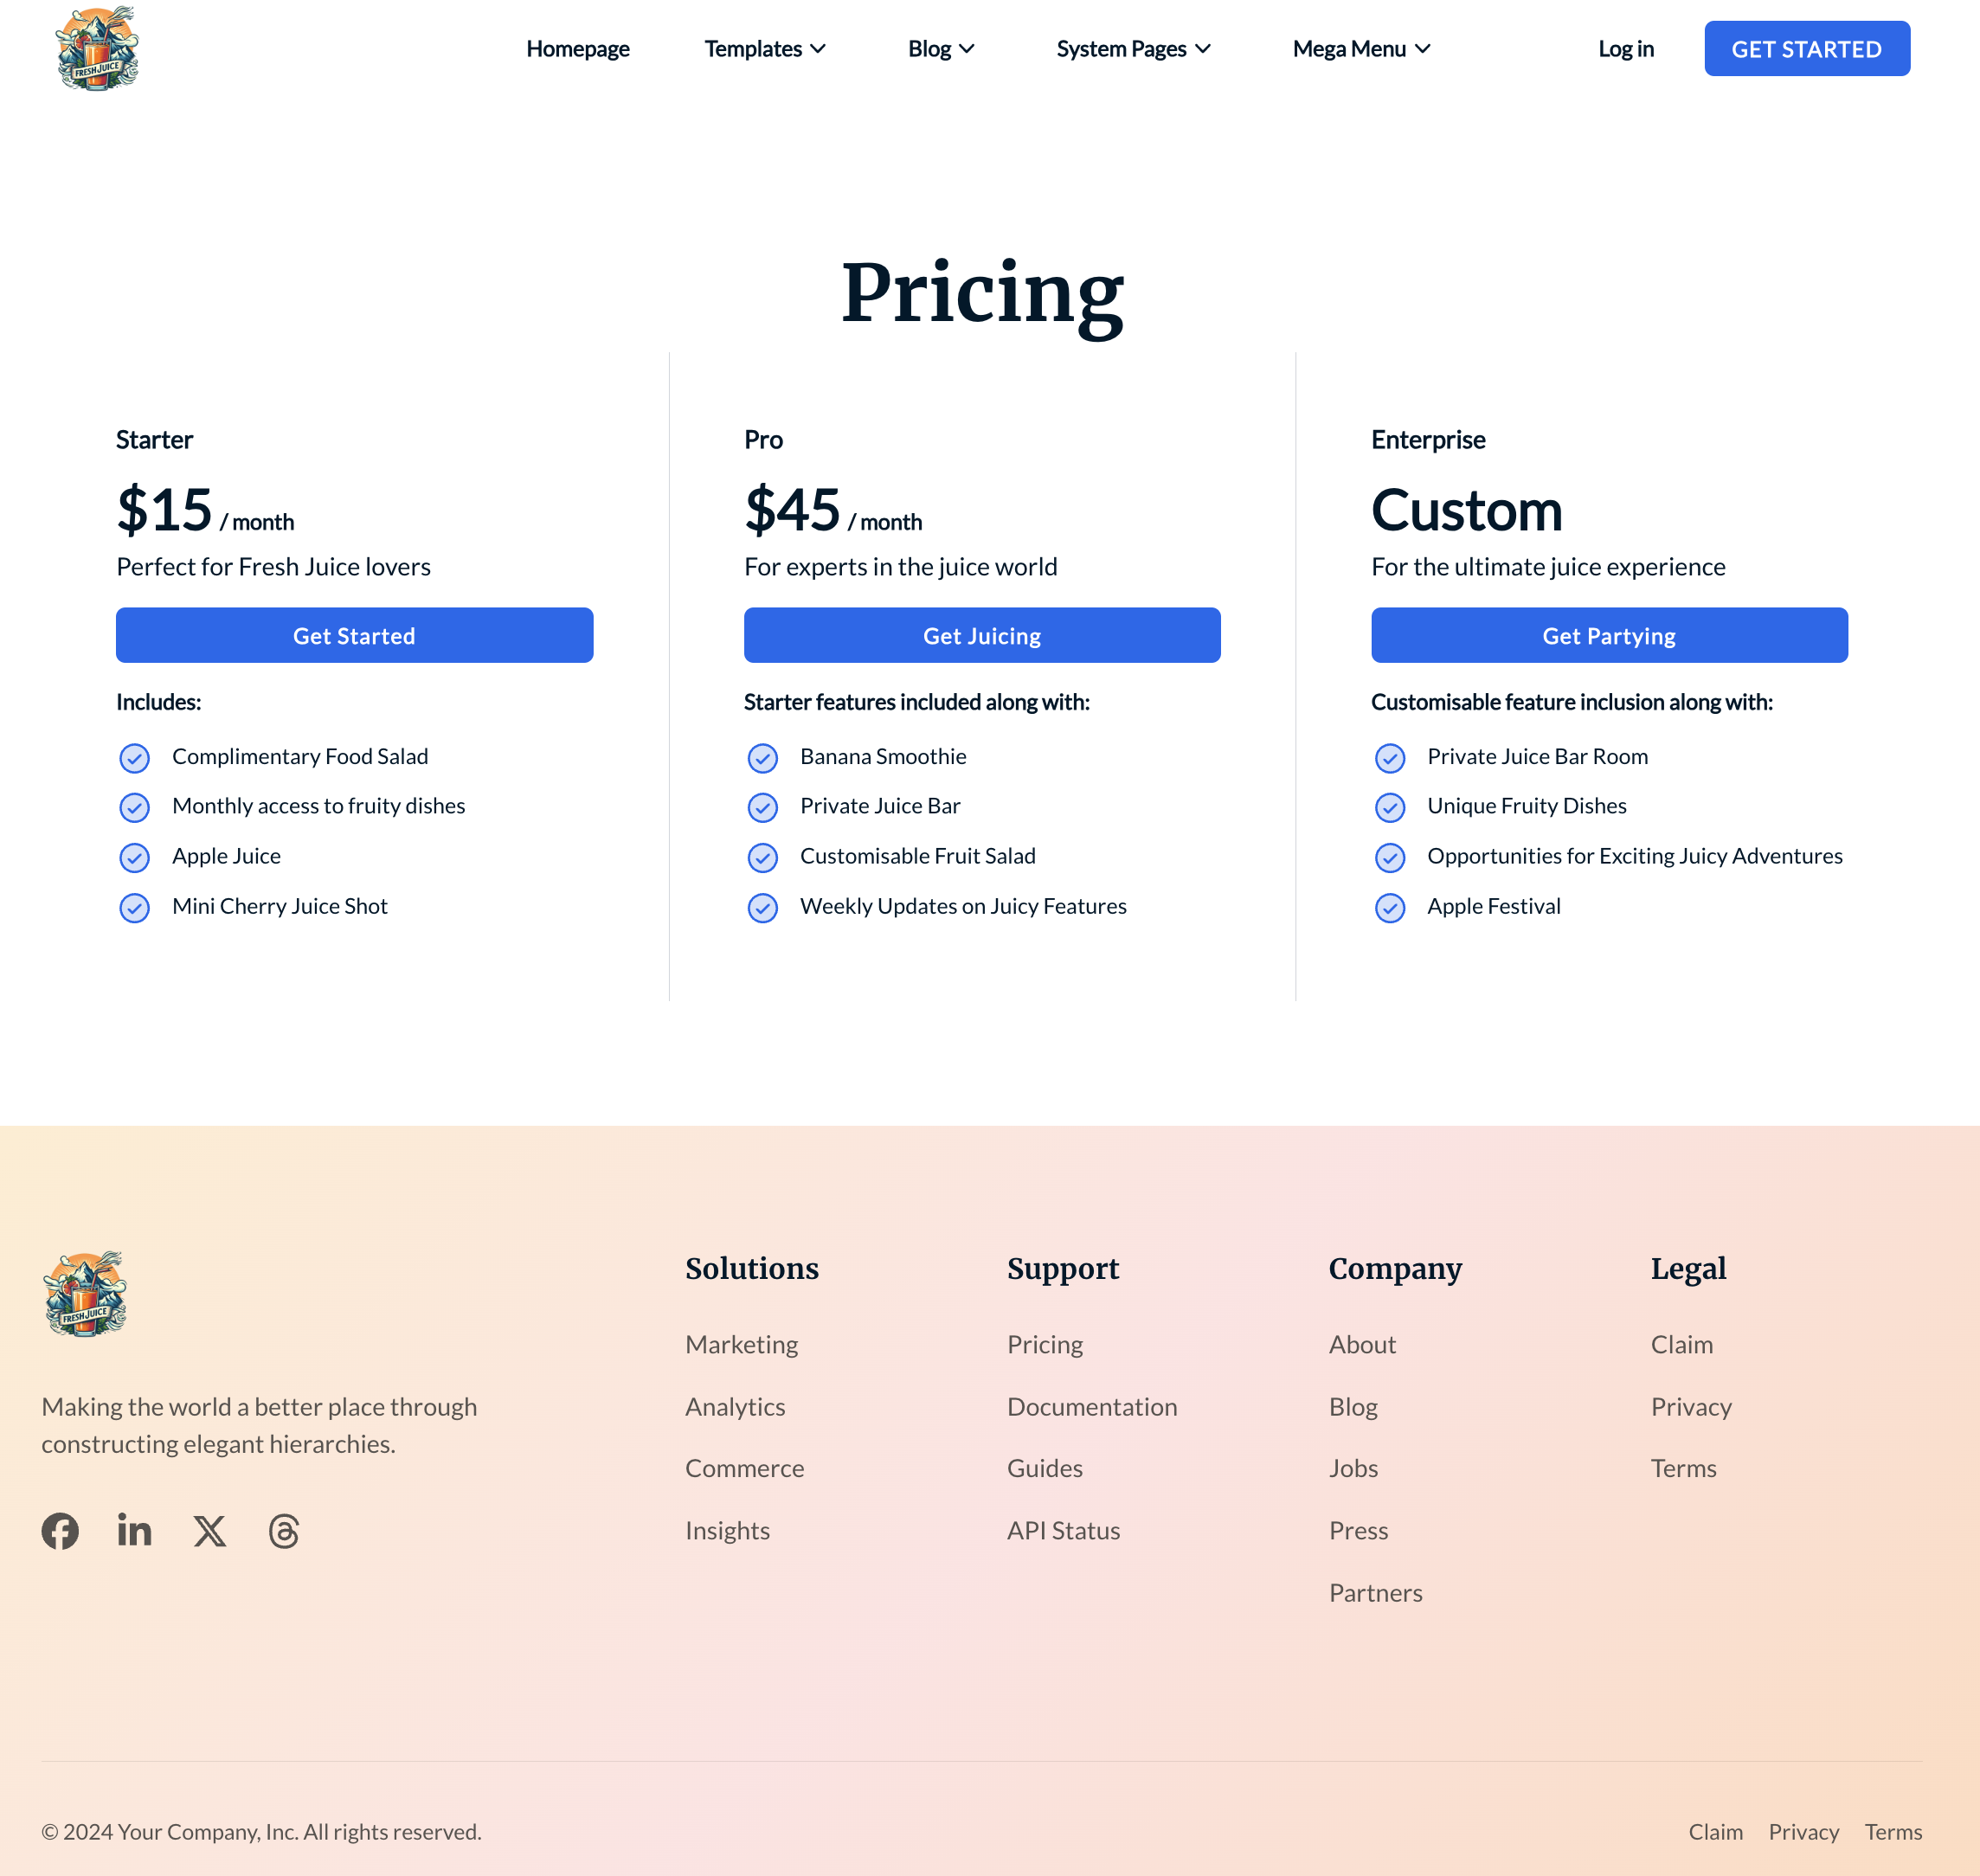 FRESH JUICE
Homepage
Templates
Blog
System Pages
Mega Menu
Log in
GET STARTED
Pricing
Starter
$15 / month
Perfect for Fresh Juice lovers
Get Started
Includes:
Complimentary Food Salad
Monthly access to fruity dishes
Apple Juice
Mini Cherry Juice Shot
Pro
$45 / month
For experts in the juice world
Get Juicing
Starter features included along with:
Banana Smoothie
Private Juice Bar
Customisable Fruit Salad
Weekly Updates on Juicy Features
Enterprise
Custom
For the ultimate juice experience
Get Partying
Customisable feature inclusion along with:
Private Juice Bar Room
Unique Fruity Dishes
Opportunities for Exciting Juicy Adventures
Apple Festival
FRESH JUICE
Making the world a better place through
constructing elegant hierarchies.
Solutions
Marketing
Analytics
Commerce
Insights
Support
Pricing
Documentation
Guides
API Status
Company
About
Blog
Jobs
Press
Partners
Legal
Claim
Privacy
Terms
© 2024 Your Company, Inc. All rights reserved.
Claim
Privacy
Terms